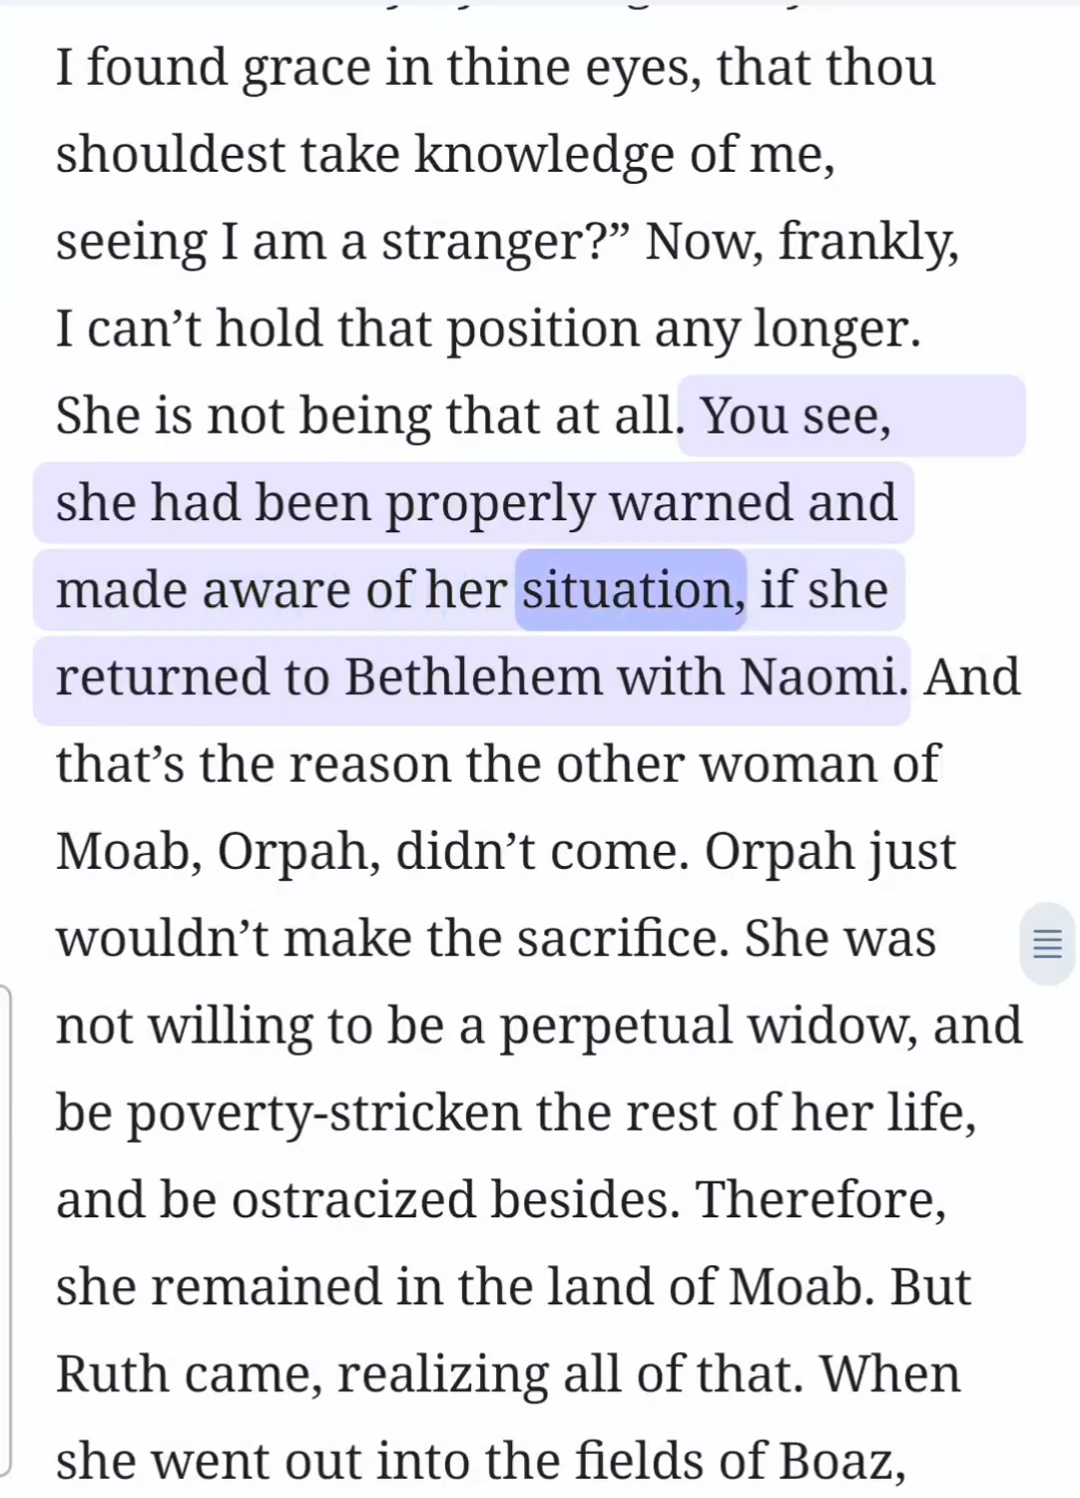 I found grace in thine eyes, that thou
shouldest take knowledge of me,
seeing I am a stranger?” Now, frankly,
I can’t hold that position any longer.
She is not being that at all. You see,
she had been properly warned and
made aware of her situation, if she
returned to Bethlehem with Naomi. And
that’s the reason the other woman of
Moab, Orpah, didn’t come. Orpah just
wouldn’t make the sacrifice. She was
not willing to be a perpetual widow, and
be poverty-stricken the rest of her life,
and be ostracized besides. Therefore,
she remained in the land of Moab. But
Ruth came, realizing all of that. When
she went out into the fields of Boaz,